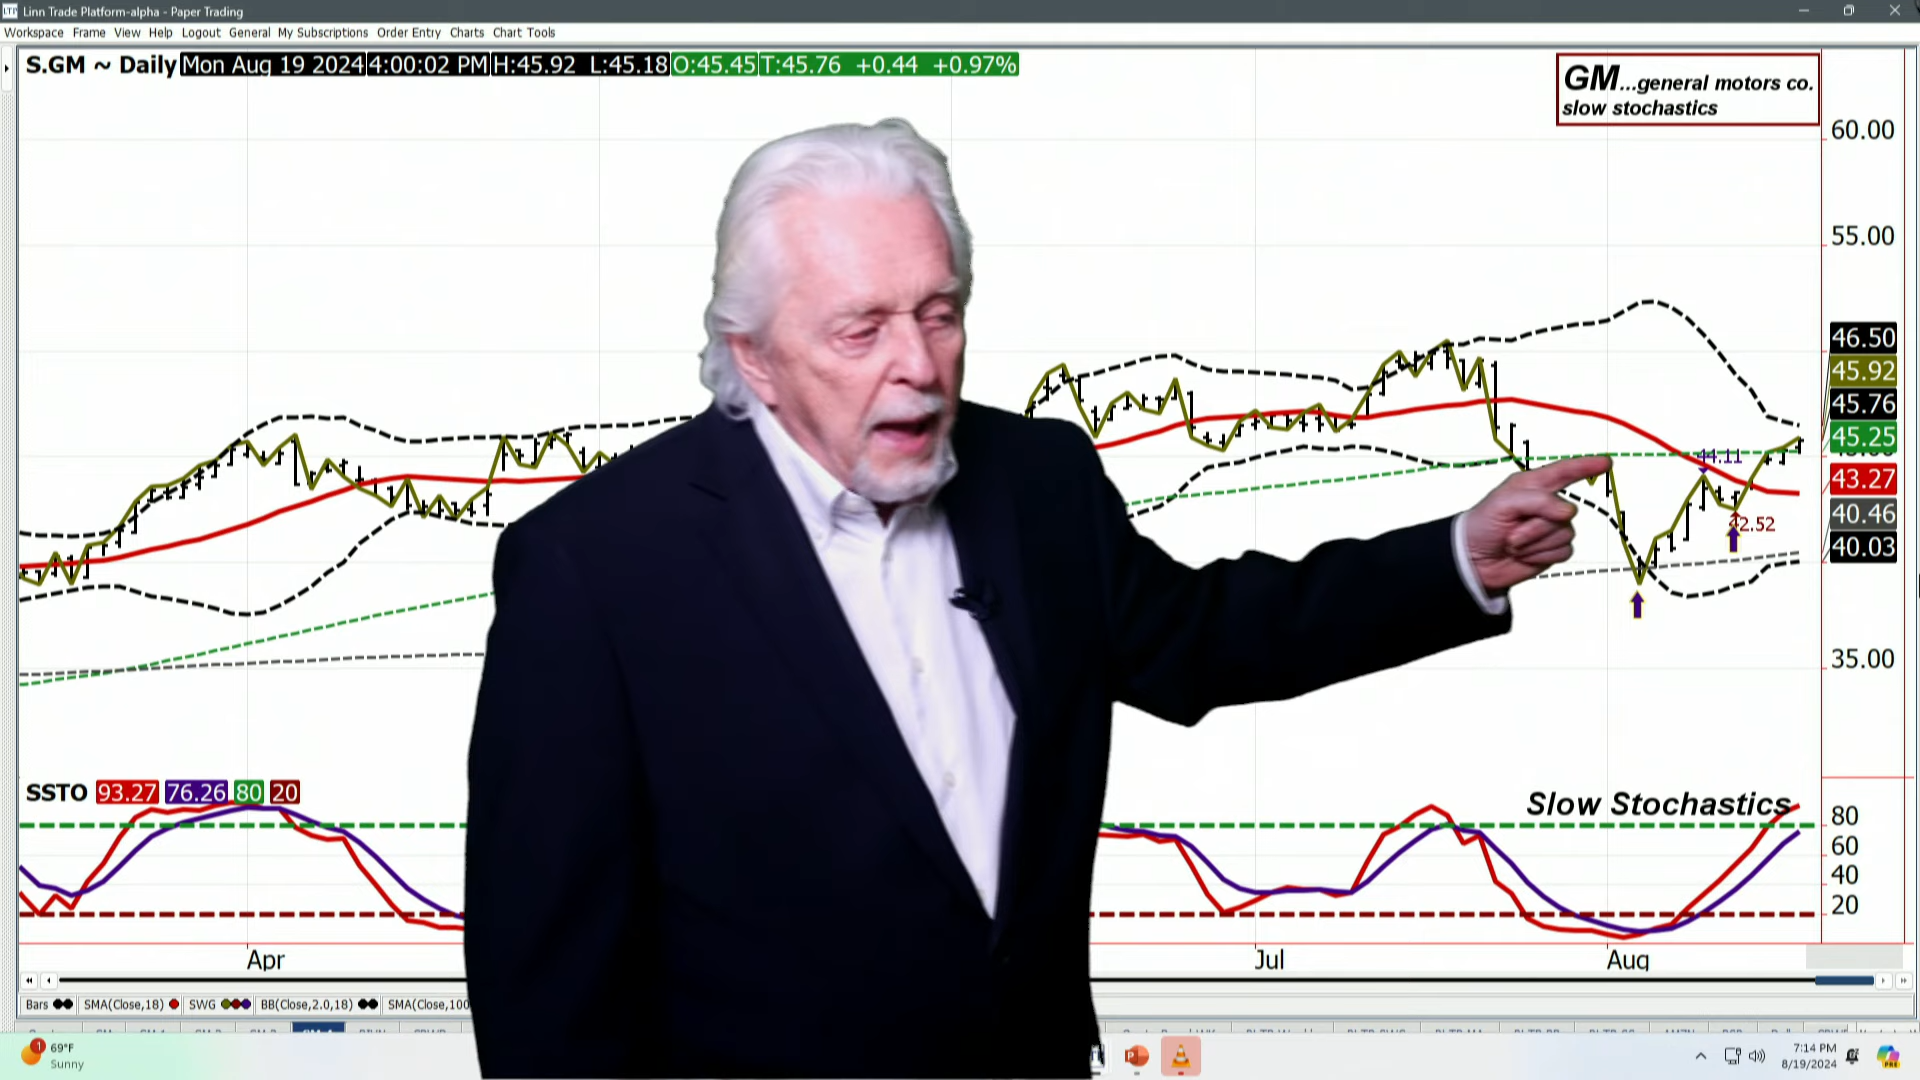 Linn Trade Platform-alpha - Paper Trading
Workspace Frame View Help Logout General My Subscriptions Order Entry Charts Chart Tools
S.GM ~ Daily Mon Aug 19 2024 4:00:02 PM H:45.92 L:45.18 O:45.45 T:45.76 +0.44 +0.97%
GM...general motors co.
slow stochastics
60.00
55.00
46.50
45.92
45.76
45.25
43.27
40.46
40.03
35.00
44.11
42.52
SSTO 93.27 76.26 80 20
Slow Stochastics
80
60
40
20
Apr Jul Aug
Bars SMA(Close,18) SWG BB(Close,2.0,18) SMA(Close,100
1 69°F
Sunny
7:14 PM
8/19/2024